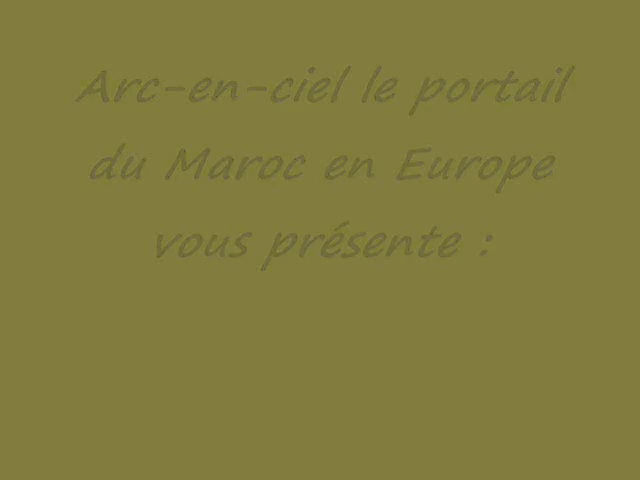 Arc-en-ciel le portail
du Maroc en Europe
vous présente :